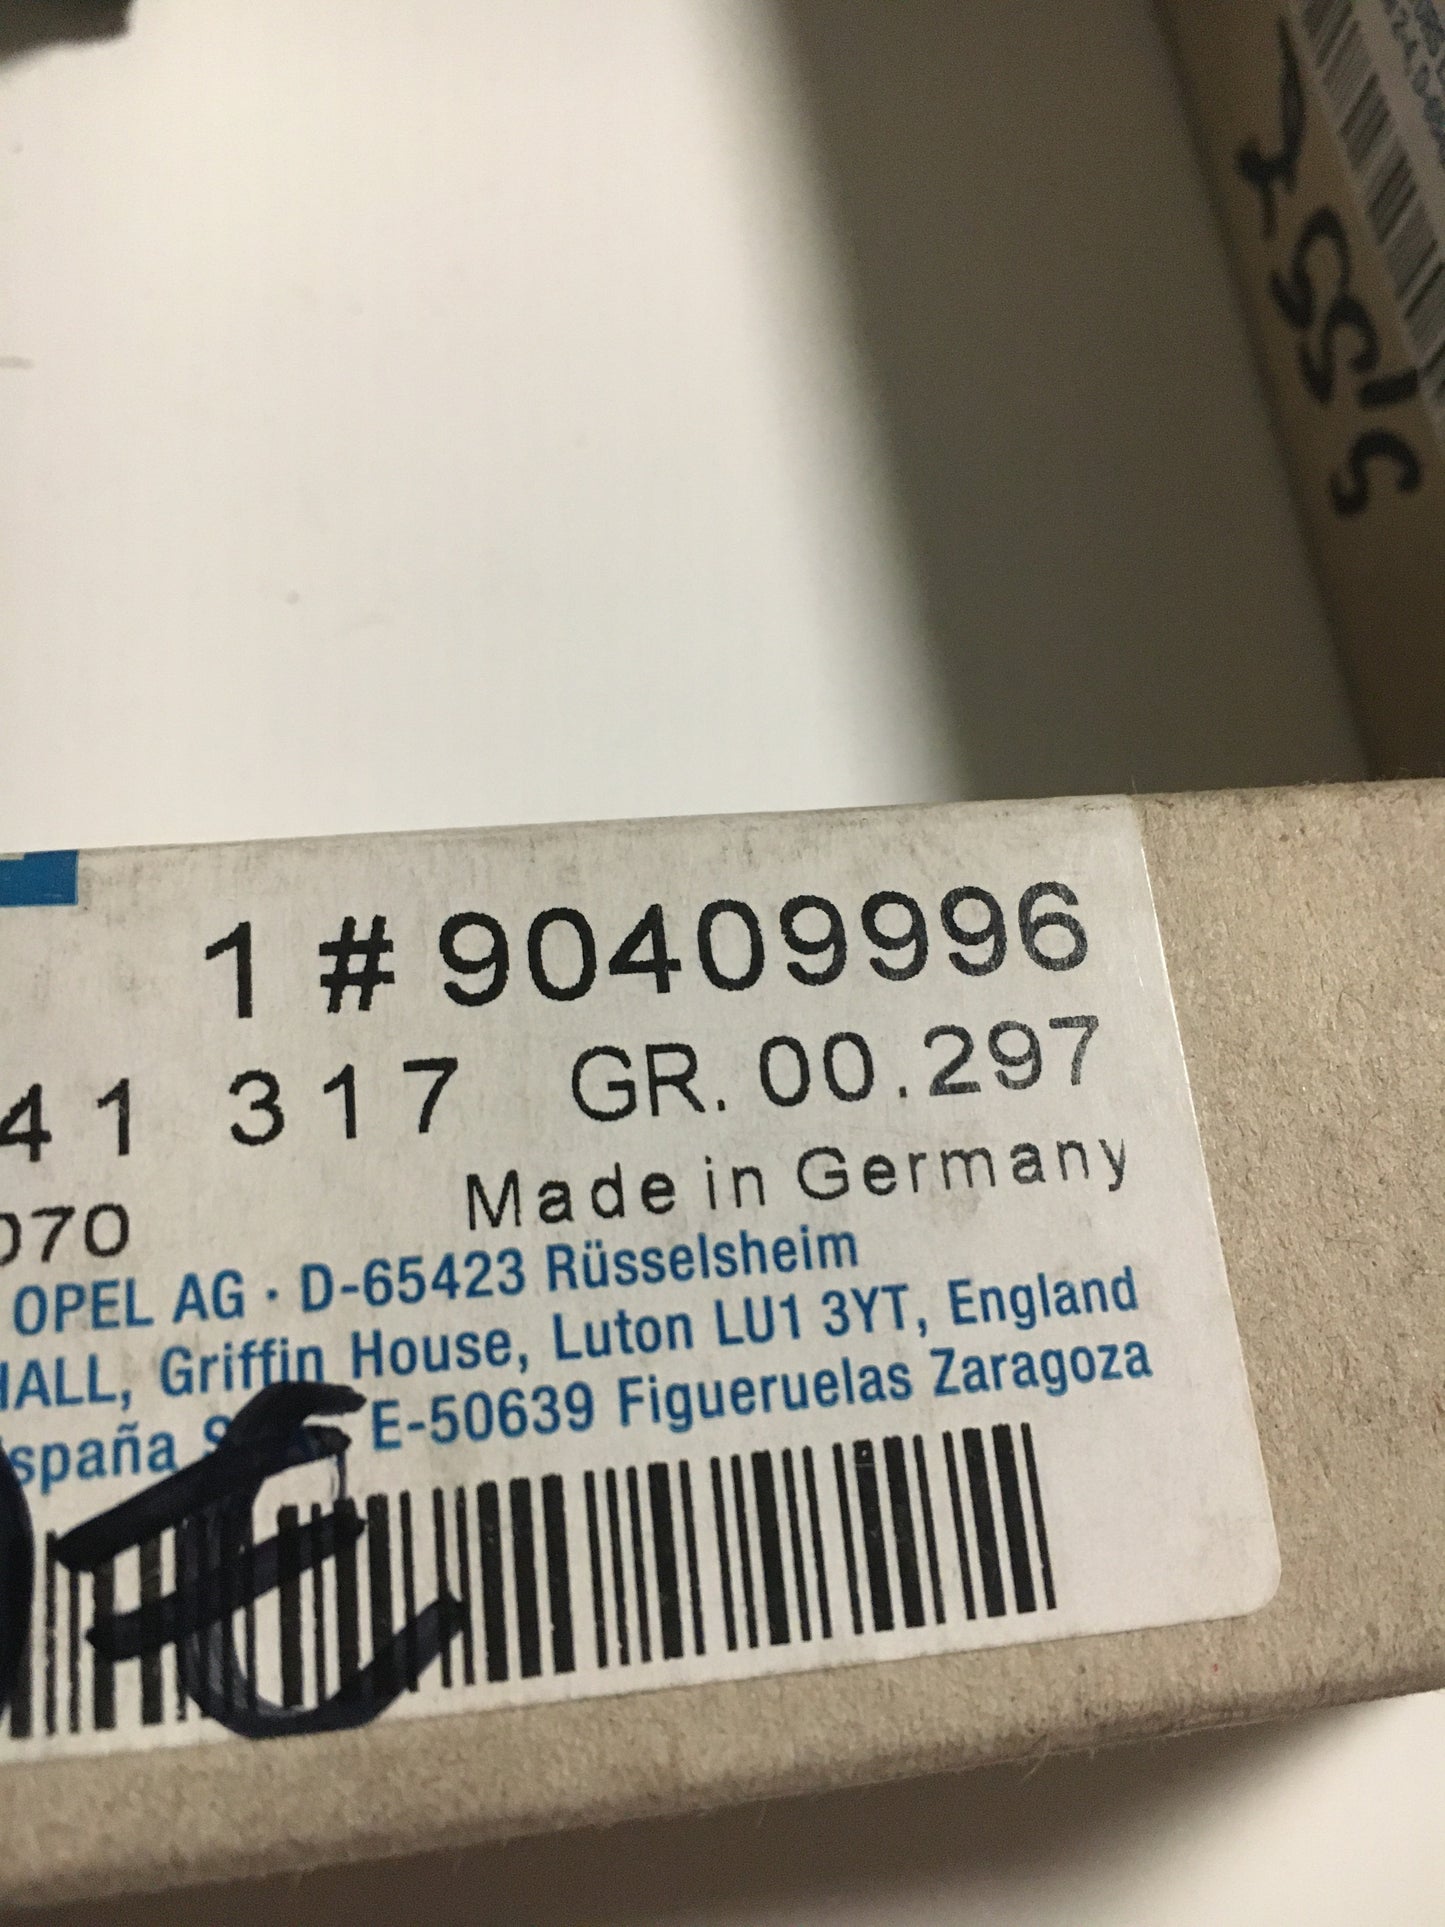 1 # 90409996
41 317 GR. 00.297
070
Made in Germany
OPEL AG · D-65423 Rüsselsheim
HALL, Griffin House, Luton LU1 3YT, England
España E-50639 Figueruelas Zaragoza